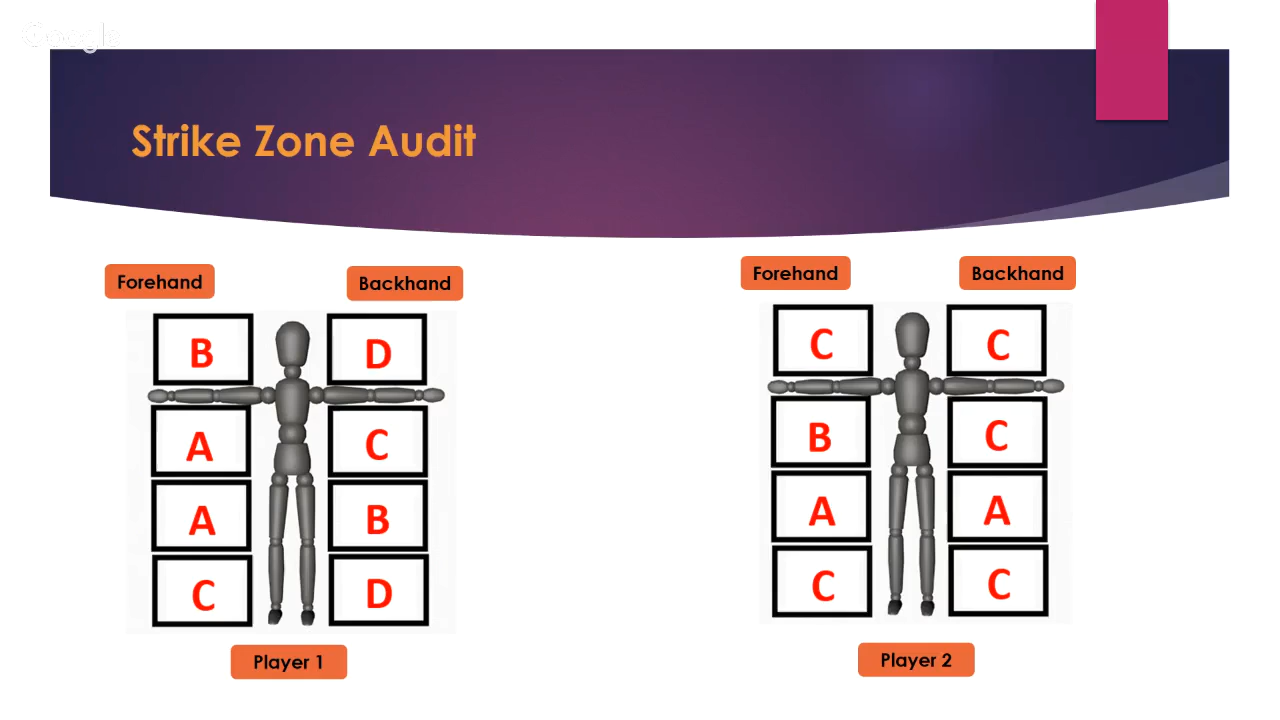 Google
Strike Zone Audit
Forehand
Backhand
B
D
A
C
A
B
C
D
Player 1
Forehand
Backhand
C
C
B
C
A
A
C
C
Player 2